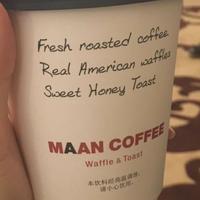 Fresh roasted coffee
Real American waffles
Sweet Honey Toast
MAAN COFFEE
Waffle & Toast
本饮料经高温调理,
请小心饮用。